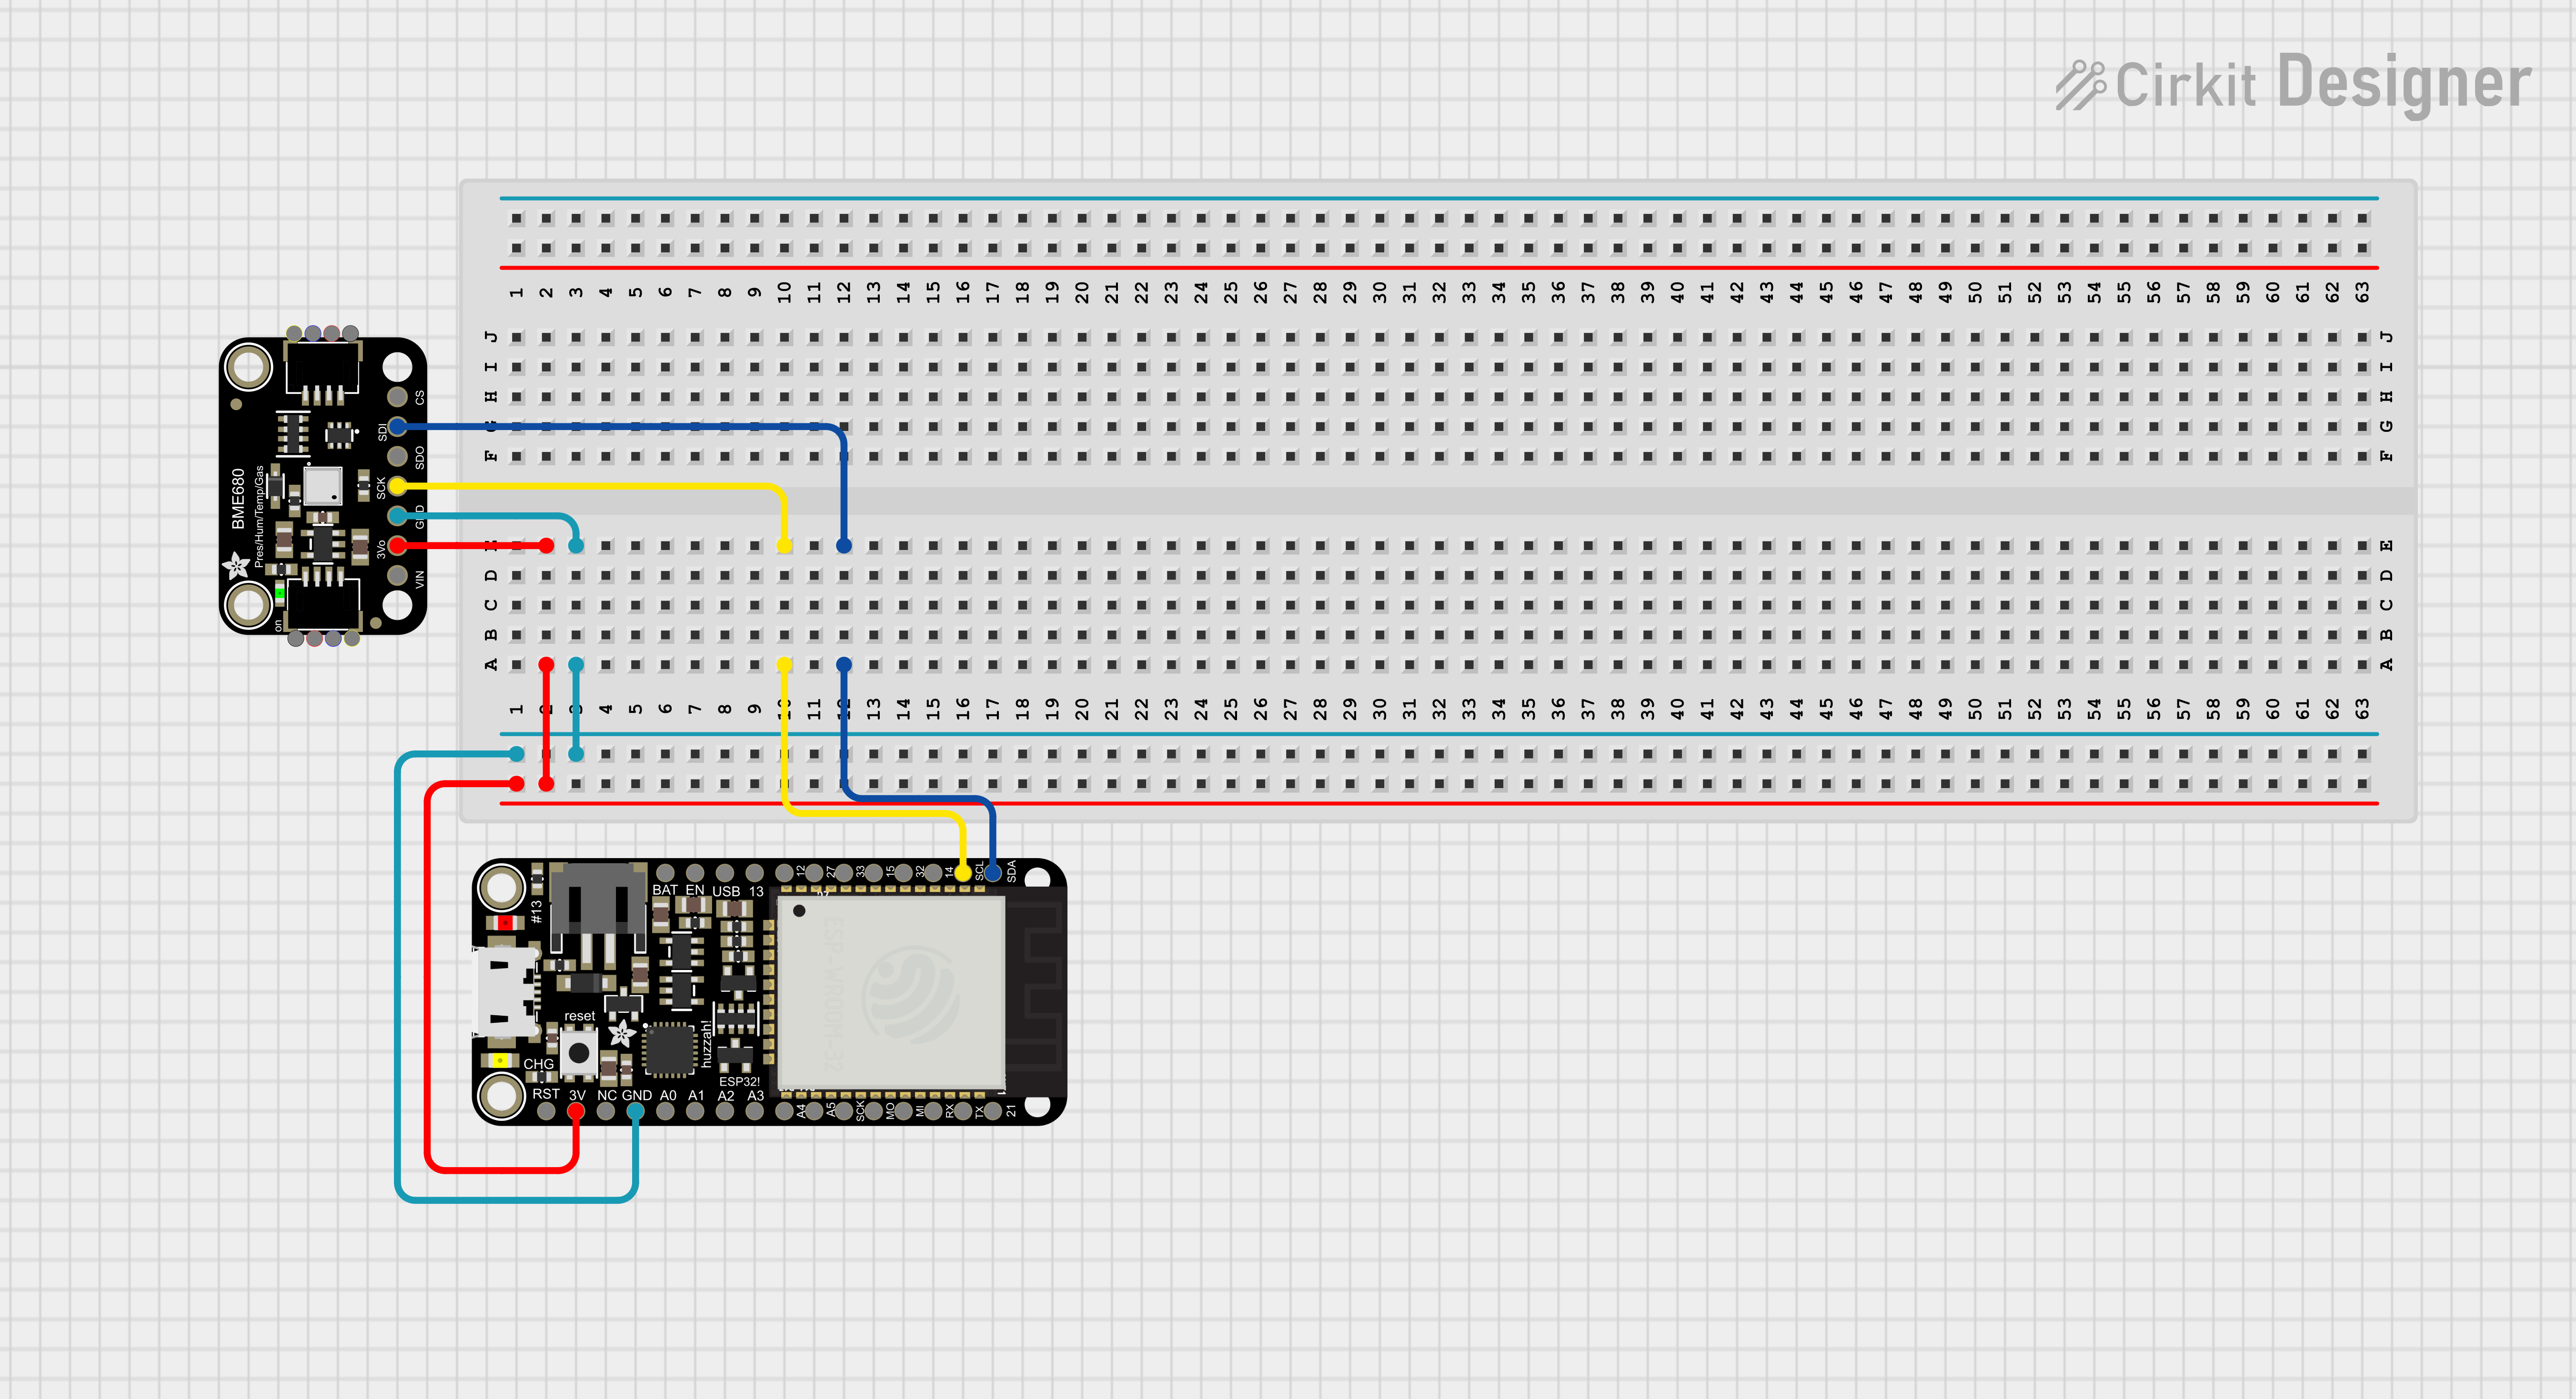 Cirkit Designer
1 2 3 4 5 6 7 8 9 10 11 12 13 14 15 16 17 18 19 20 21 22 23 24 25 26 27 28 29 30 31 32 33 34 35 36 37 38 39 40 41 42 43 44 45 46 47 48 49 50 51 52 53 54 55 56 57 58 59 60 61 62 63
J J
I I
H H
G
F F
E
D D
C C
B B
A A
CS
SDI
SDO
SCK
GND
3Vo
VIN
BME680
Pres/Hum/Temp/Gas
on
1 2 3 4 5 6 7 8 9 10 11 12 13 14 15 16 17 18 19 20 21 22 23 24 25 26 27 28 29 30 31 32 33 34 35 36 37 38 39 40 41 42 43 44 45 46 47 48 49 50 51 52 53 54 55 56 57 58 59 60 61 62 63
BAT EN USB 13 12 27 33 15 32 14 SCL SDA
#13
ESP-WROOM-32
reset
huzzah!
CHG
ESP32!
RST 3V NC GND A0 A1 A2 A3 A4 A5 SCK MO MI RX TX 21